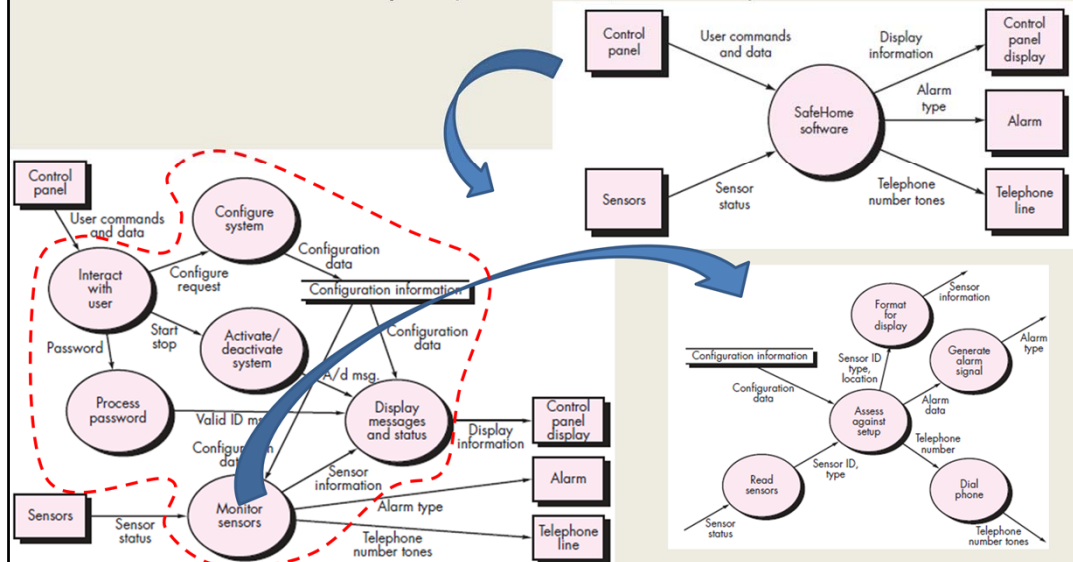 Control
panel
User commands
and data
Display
information
Control
panel
display
SafeHome
software
Alarm
type
Alarm
Sensors
Sensor
status
Telephone
number tones
Telephone
line
Control
panel
User commands
and data
Configure
system
Interact
with
user
Configure
request
Configuration
data
Configuration information
Start
stop
Activate/
deactivate
system
Configuration
data
Password
A/d msg.
Process
password
Valid ID
Display
messages
and status
Display
information
Control
panel
display
data
Sensor
information
Sensors
Sensor
status
Monitor
sensors
Alarm type
Alarm
Telephone
number tones
Telephone
line
Format
for
display
Sensor
information
Configuration information
Sensor ID
type,
location
Generate
alarm
signal
Alarm
type
Configuration
data
Assess
against
setup
Alarm
data
Telephone
number
Read
sensors
Sensor ID,
type
Dial
phone
Sensor
status
Telephone
number tones